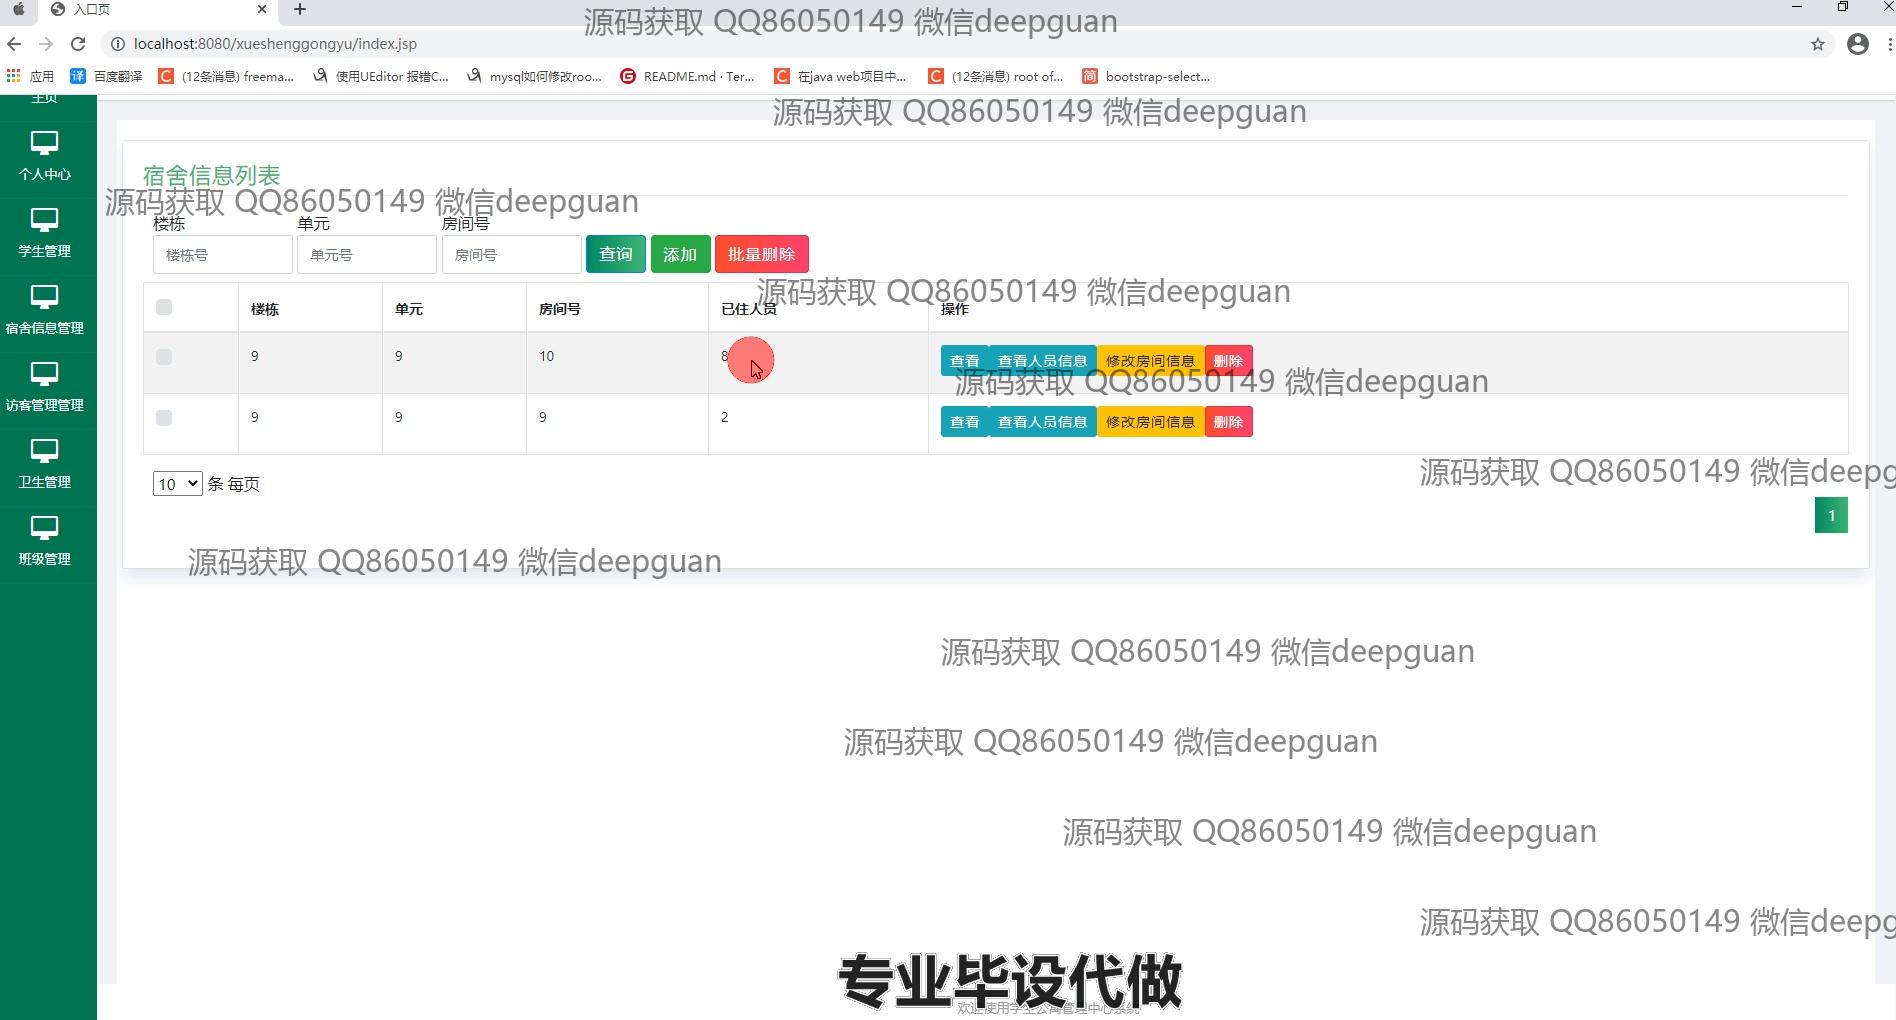 入口页
源码获取 QQ86050149 微信deepguan
localhost:8080/xueshenggongyu/index.jsp
应用 百度翻译 (12条消息) freema... 使用UEditor 报错C... mysql如何修改roo... README.md · Ter... 在java web项目中... (12条消息) root of... bootstrap-select...
主页
源码获取 QQ86050149 微信deepguan
个人中心
宿舍信息列表
源码获取 QQ86050149 微信deepguan
楼栋 单元 房间号
学生管理
楼栋号 单元号 房间号 查询 添加 批量删除
源码获取 QQ86050149 微信deepguan
楼栋 单元 房间号 已住人员 操作
宿舍信息管理
9 9 10 8 查看 查看人员信息 修改房间信息 删除
源码获取 QQ86050149 微信deepguan
访客管理管理
9 9 9 2 查看 查看人员信息 修改房间信息 删除
源码获取 QQ86050149 微信deepg
卫生管理
10 条 每页
1
班级管理
源码获取 QQ86050149 微信deepguan
源码获取 QQ86050149 微信deepguan
源码获取 QQ86050149 微信deepguan
源码获取 QQ86050149 微信deepguan
源码获取 QQ86050149 微信deepg
专业毕设代做
欢迎使用学生公寓管理中心系统